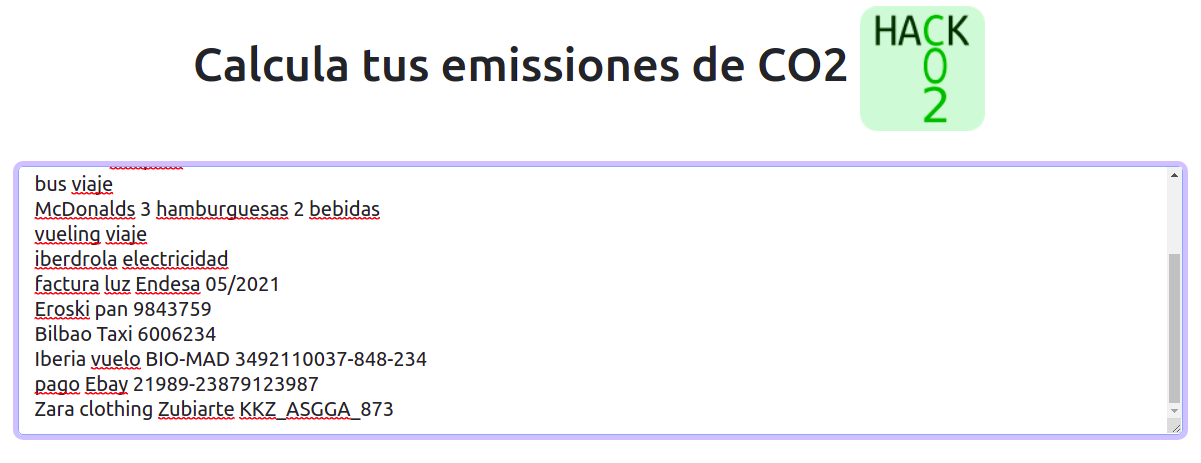 Calcula tus emissiones de CO2
HACK
O
2
bus viaje
McDonalds 3 hamburguesas 2 bebidas
vueling viaje
iberdrola electricidad
factura luz Endesa 05/2021
Eroski pan 9843759
Bilbao Taxi 6006234
Iberia vuelo BIO-MAD 3492110037-848-234
pago Ebay 21989-23879123987
Zara clothing Zubiarte KKZ_ASGGA_873